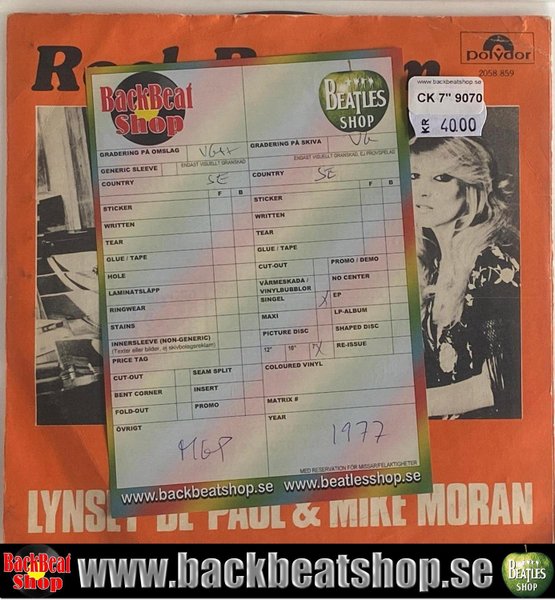 polydor
2058 859
BackBeat Shop
BEATLES SHOP
www.backbeatshop.se
CK 7" 9070
KR 40.00
GRADERING PÅ OMSLAG
GRADERING PÅ SKIVA VG
ENDAST VISUELLT GRANSKAD
ENDAST VISUELLT GRANSKAD, EJ PROVSPELAD
GENERIC SLEEVE
COUNTRY SE
COUNTRY SE
F B
F B
STICKER
STICKER
WRITTEN
WRITTEN
TEAR
TEAR
GLUE / TAPE
GLUE / TAPE
HOLE
CUT-OUT
PROMO / DEMO
LAMINATSLÄPP
VÄRMESKADA / VINYLBUBBLOR
NO CENTER
RINGWEAR
SINGEL X
EP
STAINS
MAXI
LP-ALBUM
INNERSLEEVE (NON-GENERIC)
(Texter eller bilder, ej skivbolagsreklam)
PICTURE DISC
SHAPED DISC
PRICE TAG
12" 10" 7" X
RE-ISSUE
CUT-OUT
SEAM SPLIT
COLOURED VINYL
BENT CORNER
INSERT
FOLD-OUT
PROMO
MATRIX #
ÖVRIGT
YEAR
MGP
1977
MED RESERVATION FÖR MISSAR/FELAKTIGHETER
www.backbeatshop.se www.beatlesshop.se
LYNSEY DE PAUL & MIKE MORAN
BackBeat Shop www.backbeatshop.se BEATLES SHOP